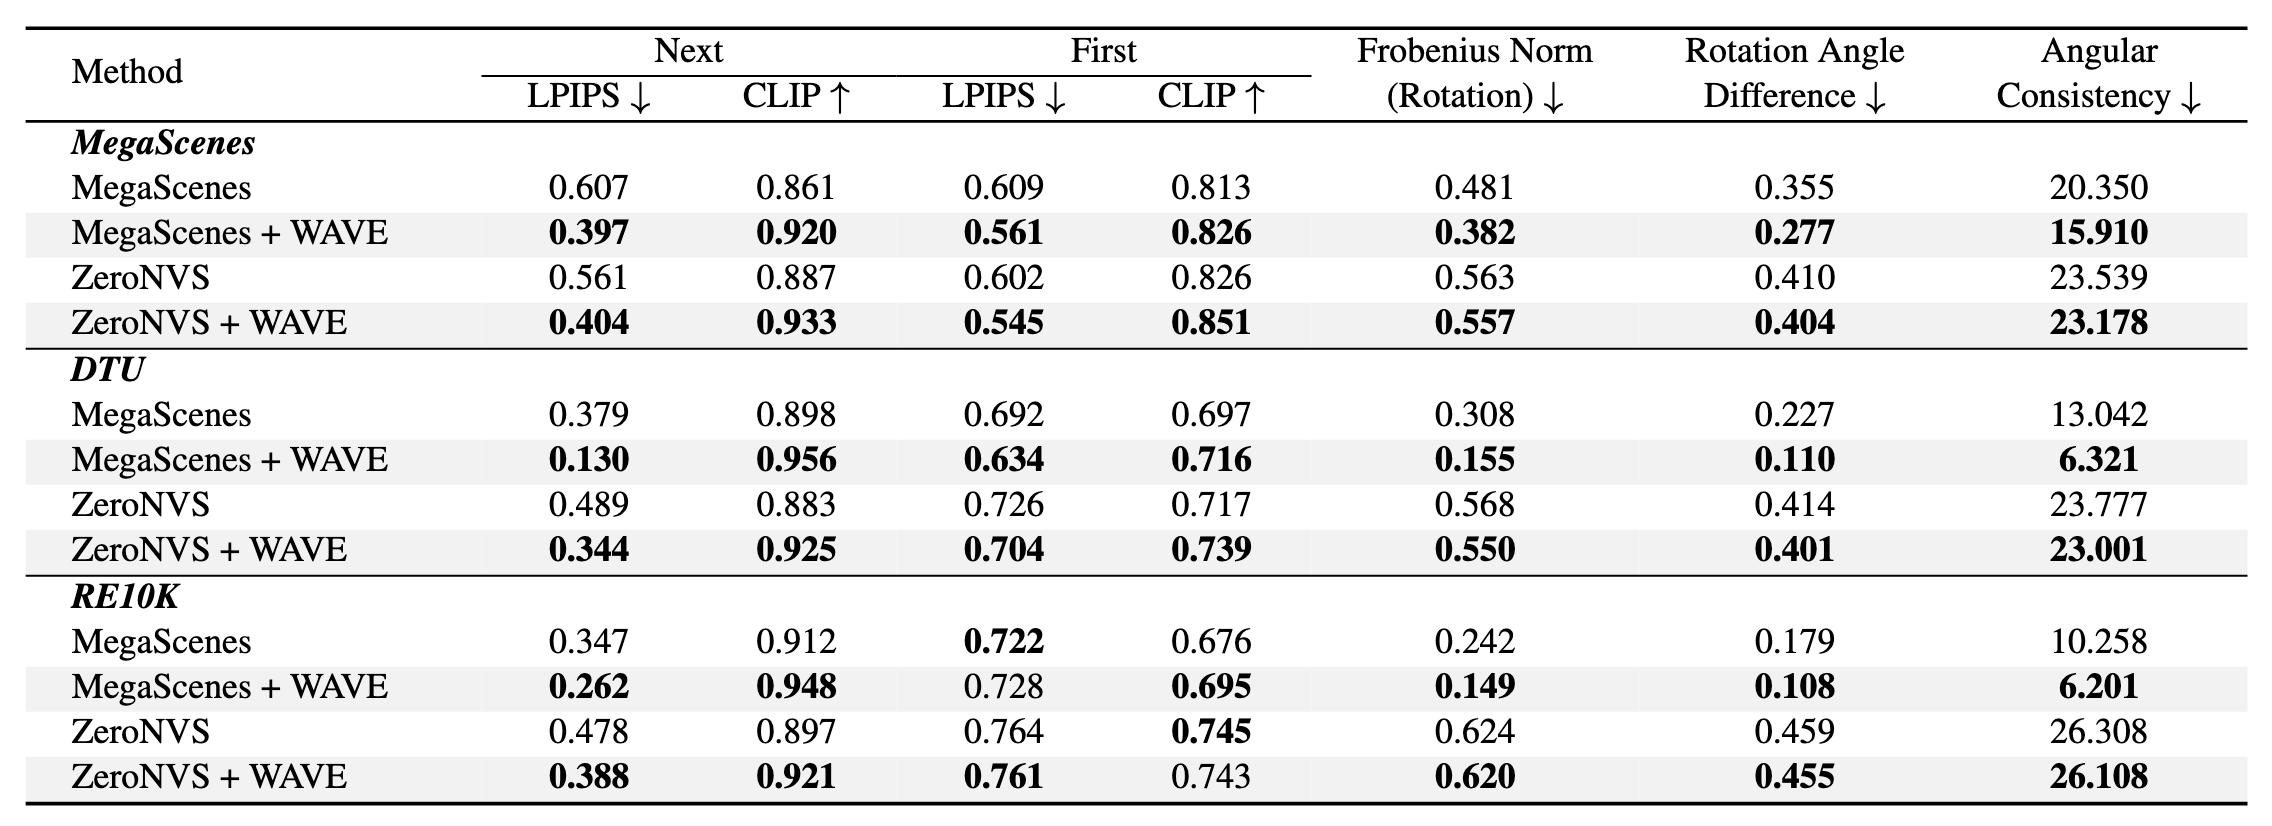 Method Next First Frobenius Norm (Rotation) ↓ Rotation Angle Difference ↓ Angular Consistency ↓
LPIPS ↓ CLIP ↑ LPIPS ↓ CLIP ↑
MegaScenes
MegaScenes 0.607 0.861 0.609 0.813 0.481 0.355 20.350
MegaScenes + WAVE 0.397 0.920 0.561 0.826 0.382 0.277 15.910
ZeroNVS 0.561 0.887 0.602 0.826 0.563 0.410 23.539
ZeroNVS + WAVE 0.404 0.933 0.545 0.851 0.557 0.404 23.178
DTU
MegaScenes 0.379 0.898 0.692 0.697 0.308 0.227 13.042
MegaScenes + WAVE 0.130 0.956 0.634 0.716 0.155 0.110 6.321
ZeroNVS 0.489 0.883 0.726 0.717 0.568 0.414 23.777
ZeroNVS + WAVE 0.344 0.925 0.704 0.739 0.550 0.401 23.001
RE10K
MegaScenes 0.347 0.912 0.722 0.676 0.242 0.179 10.258
MegaScenes + WAVE 0.262 0.948 0.728 0.695 0.149 0.108 6.201
ZeroNVS 0.478 0.897 0.764 0.745 0.624 0.459 26.308
ZeroNVS + WAVE 0.388 0.921 0.761 0.743 0.620 0.455 26.108